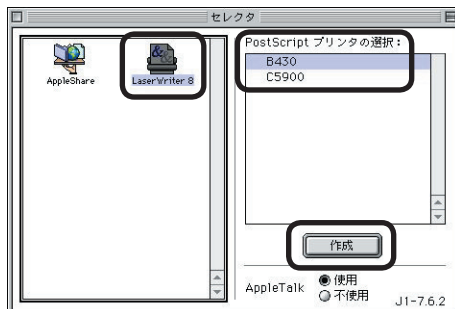 セレクタ
AppleShare
LaserWriter 8
PostScript プリンタの選択：
B430
C5900
作成
AppleTalk
使用
不使用
J1-7.6.2